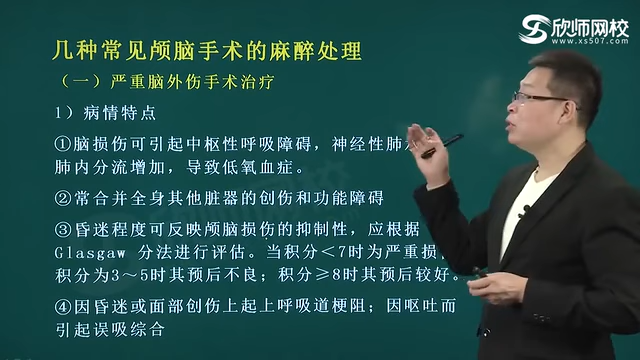 欣师网校
www.xs507.com
几种常见颅脑手术的麻醉处理
（一）严重脑外伤手术治疗
1）病情特点
①脑损伤可引起中枢性呼吸障碍，神经性肺
肺内分流增加，导致低氧血症。
②常合并全身其他脏器的创伤和功能障碍
③昏迷程度可反映颅脑损伤的抑制性，应根据
Glasgaw 分法进行评估。当积分＜7时为严重损
积分为3～5时其预后不良；积分≥8时其预后较好。
④因昏迷或面部创伤上起上呼吸道梗阻；因呕吐而
引起误吸综合